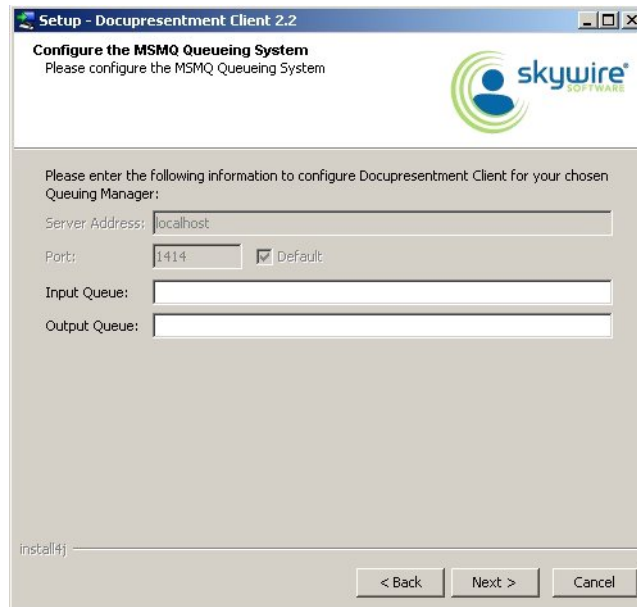 Setup - Docupresentment Client 2.2
Configure the MSMQ Queueing System
Please configure the MSMQ Queueing System
skywire®
SOFTWARE
Please enter the following information to configure Docupresentment Client for your chosen
Queuing Manager:
Server Address: localhost
Port: 1414 Default
Input Queue:
Output Queue:
install4j
< Back Next > Cancel